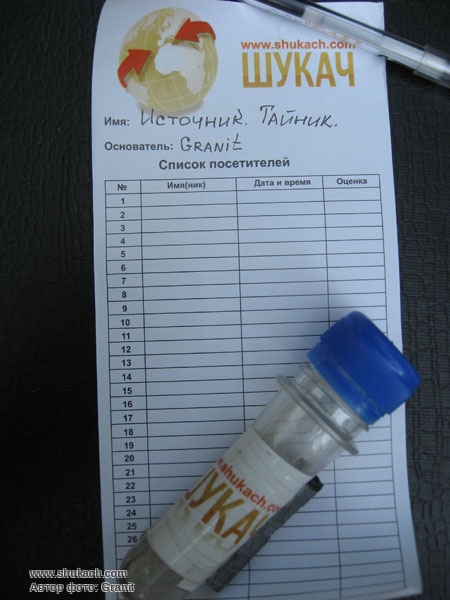 www.shukach.com
ШУКАЧ
Имя: Источник. Тайник.
Основатель: Granit
Список посетителей
№ Имя(ник) Дата и время Оценка
1
2
3
4
5
6
7
8
9
10
11
12
13
14
15
16
17
18
19
20
21
22
23
24
25
26
www.shukach.com
ШУКАЧ
www.shukach.com
Автор фото: Granit